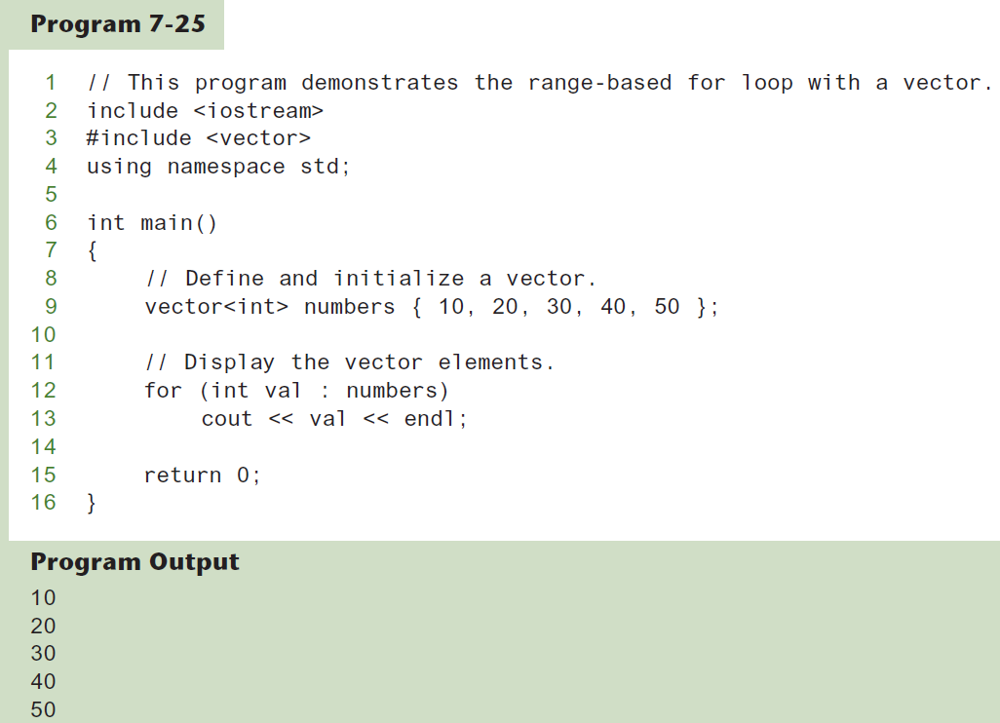 Program 7-25
1 // This program demonstrates the range-based for loop with a vector.
2 include <iostream>
3 #include <vector>
4 using namespace std;
5
6 int main()
7 {
8 // Define and initialize a vector.
9 vector<int> numbers { 10, 20, 30, 40, 50 };
10
11 // Display the vector elements.
12 for (int val : numbers)
13 cout << val << endl;
14
15 return 0;
16 }
Program Output
10
20
30
40
50